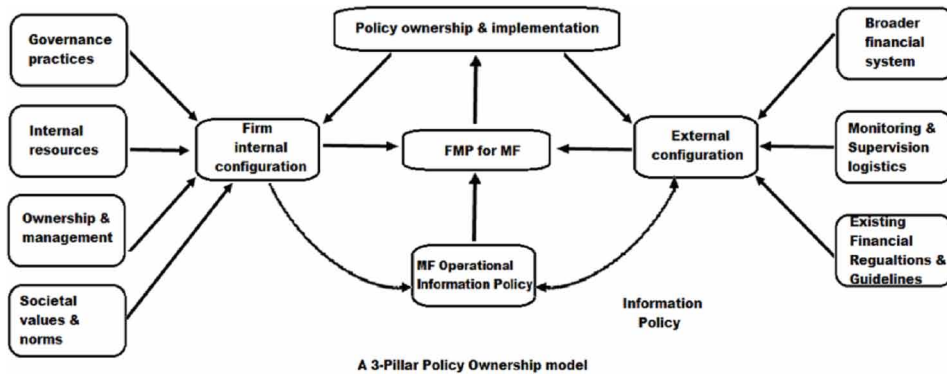 Policy ownership & implementation
Governance
practices
Internal
resources
Ownership &
management
Societal
values &
norms
Firm
internal
configuration
FMP for MF
MF Operational
Information Policy
External
configuration
Broader
financial
system
Monitoring &
Supervision
logistics
Existing
Financial
Regualtions &
Guidelines
Information
Policy
A 3-Pillar Policy Ownership model